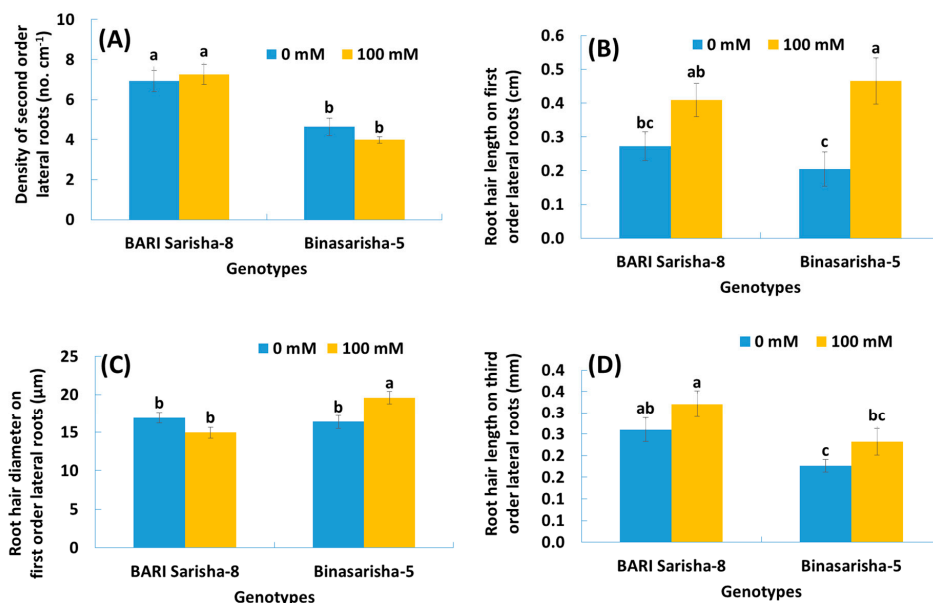 (A)
0 mM 100 mM
Density of second order
lateral roots (no. cm-1)
10
8
6
4
2
0
a a
b b
BARI Sarisha-8 Binasarisha-5
Genotypes
(B)
0 mM 100 mM
Root hair length on first
order lateral roots (cm)
0.6
0.5
0.4
0.3
0.2
0.1
0.0
bc ab
c a
BARI Sarisha-8 Binasarisha-5
Genotypes
(C)
0 mM 100 mM
Root hair diameter on
first order lateral roots (µm)
25
20
15
10
5
0
b b
b a
BARI Sarisha-8 Binasarisha-5
Genotypes
(D)
0 mM 100 mM
Root hair length on third
order lateral roots (mm)
0.4
0.3
0.3
0.2
0.2
0.1
0.1
0.0
ab a
c bc
BARI Sarisha-8 Binasarisha-5
Genotypes